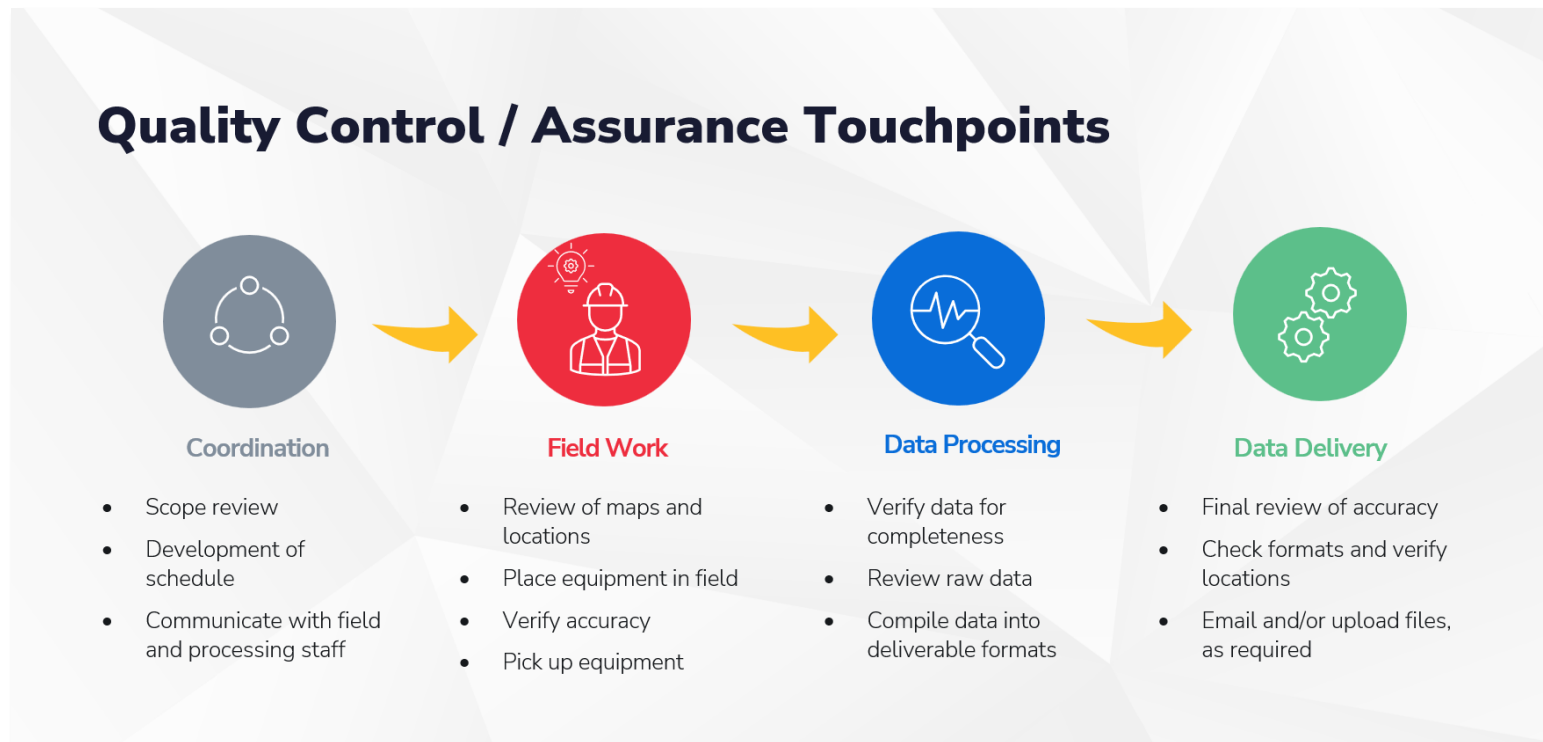 Quality Control / Assurance Touchpoints
Coordination
• Scope review
• Development of
schedule
• Communicate with field
and processing staff
Field Work
• Review of maps and
locations
• Place equipment in field
• Verify accuracy
• Pick up equipment
Data Processing
• Verify data for
completeness
• Review raw data
• Compile data into
deliverable formats
Data Delivery
• Final review of accuracy
• Check formats and verify
locations
• Email and/or upload files,
as required